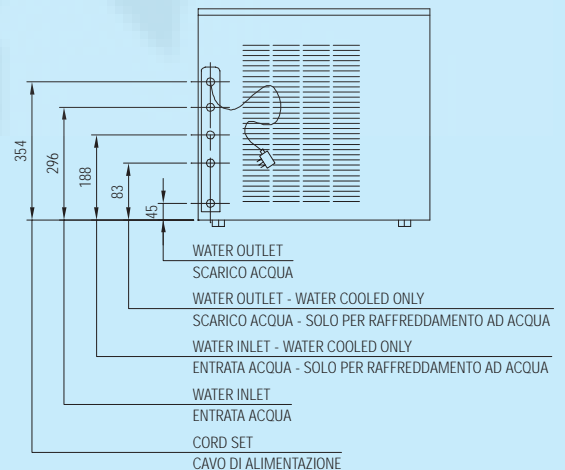 354
296
188
83
45
WATER OUTLET
SCARICO ACQUA
WATER OUTLET - WATER COOLED ONLY
SCARICO ACQUA - SOLO PER RAFFREDDAMENTO AD ACQUA
WATER INLET - WATER COOLED ONLY
ENTRATA ACQUA - SOLO PER RAFFREDDAMENTO AD ACQUA
WATER INLET
ENTRATA ACQUA
CORD SET
CAVO DI ALIMENTAZIONE